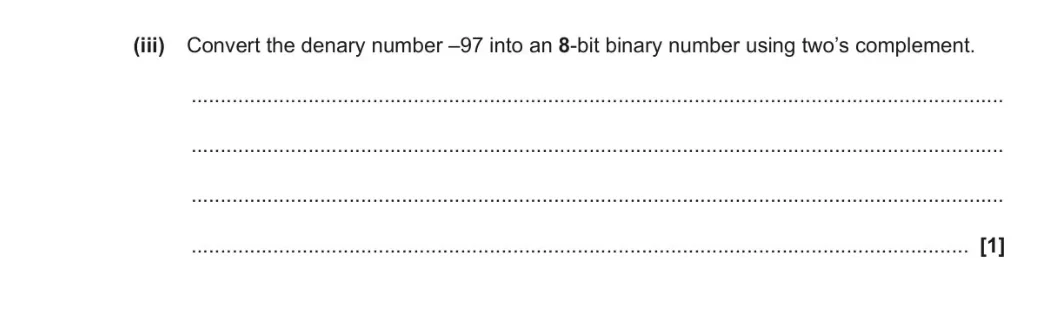 (iii) Convert the denary number –97 into an 8-bit binary number using two’s complement.
[1]